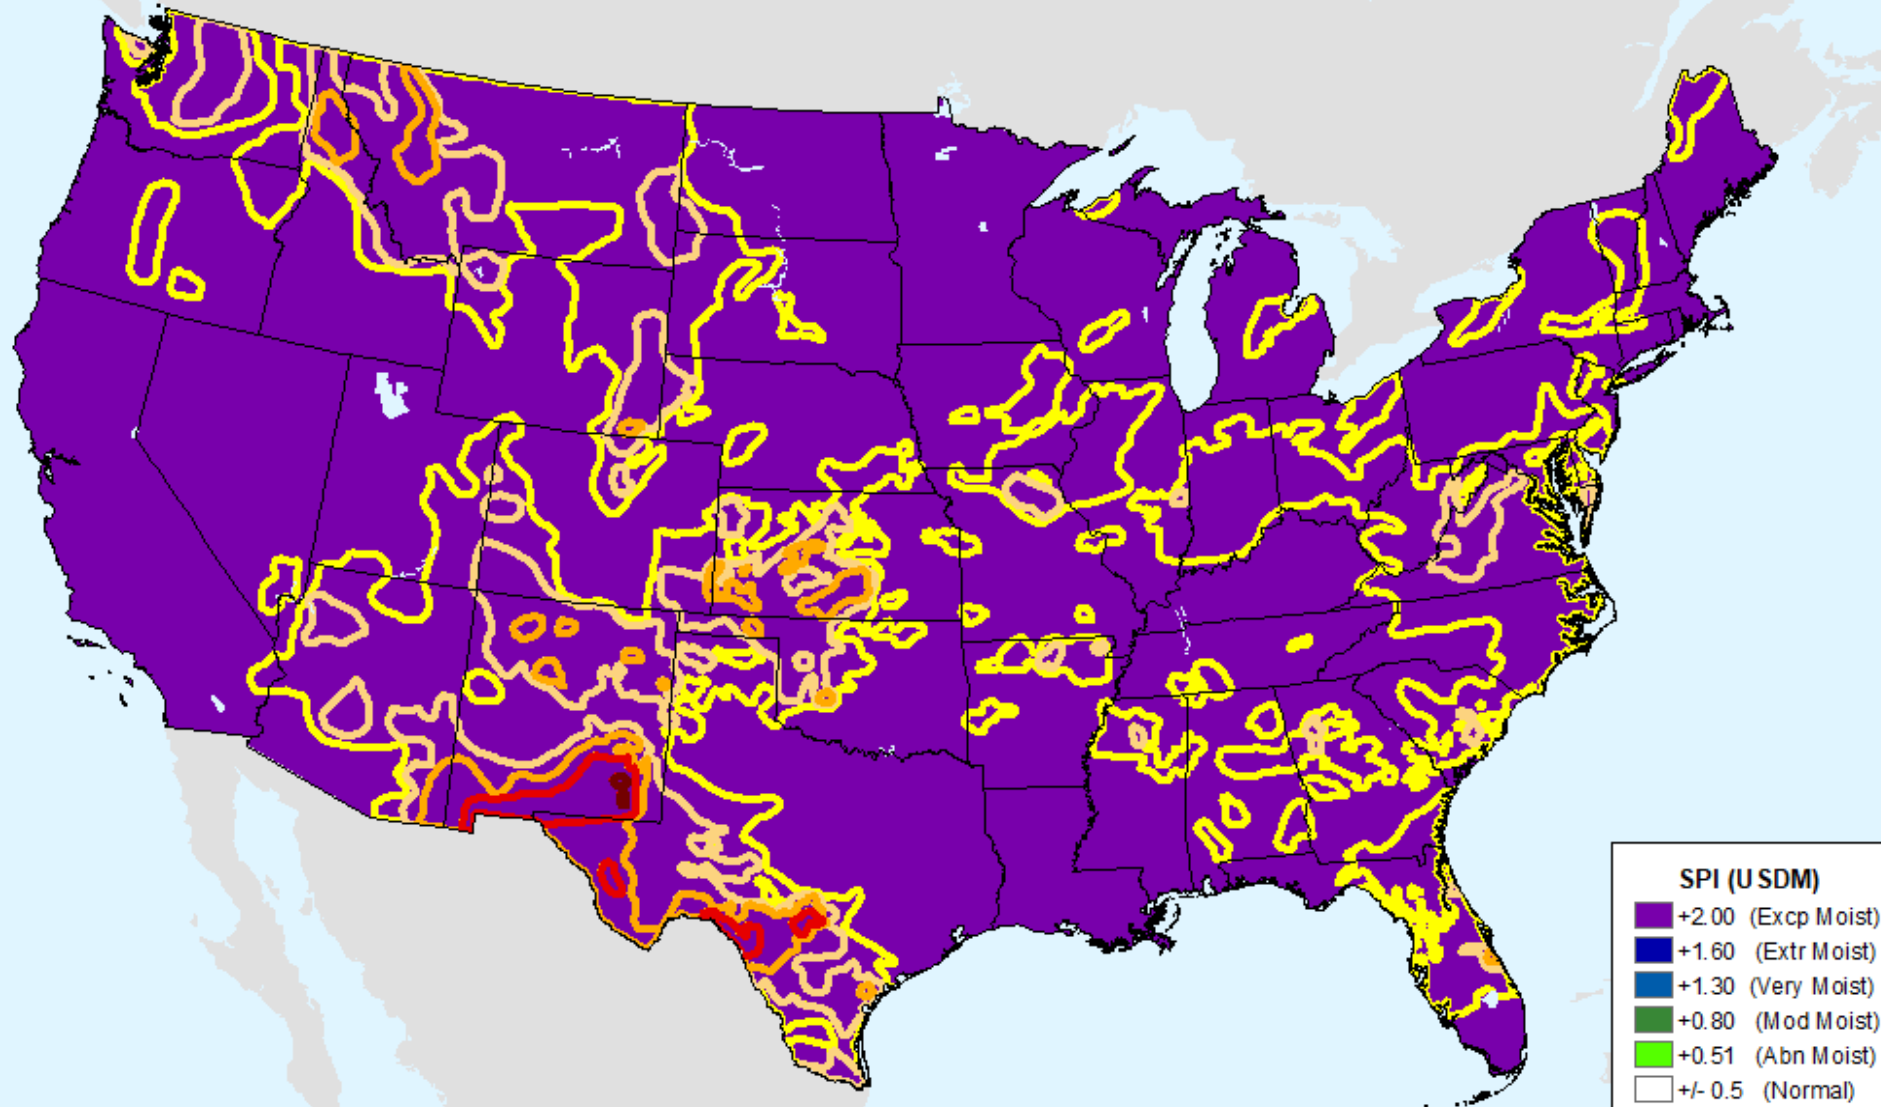 SPI (USDM)
+2.00 (Excp Moist)
+1.60 (Extr Moist)
+1.30 (Very Moist)
+0.80 (Mod Moist)
+0.51 (Abn Moist)
+/- 0.5 (Normal)